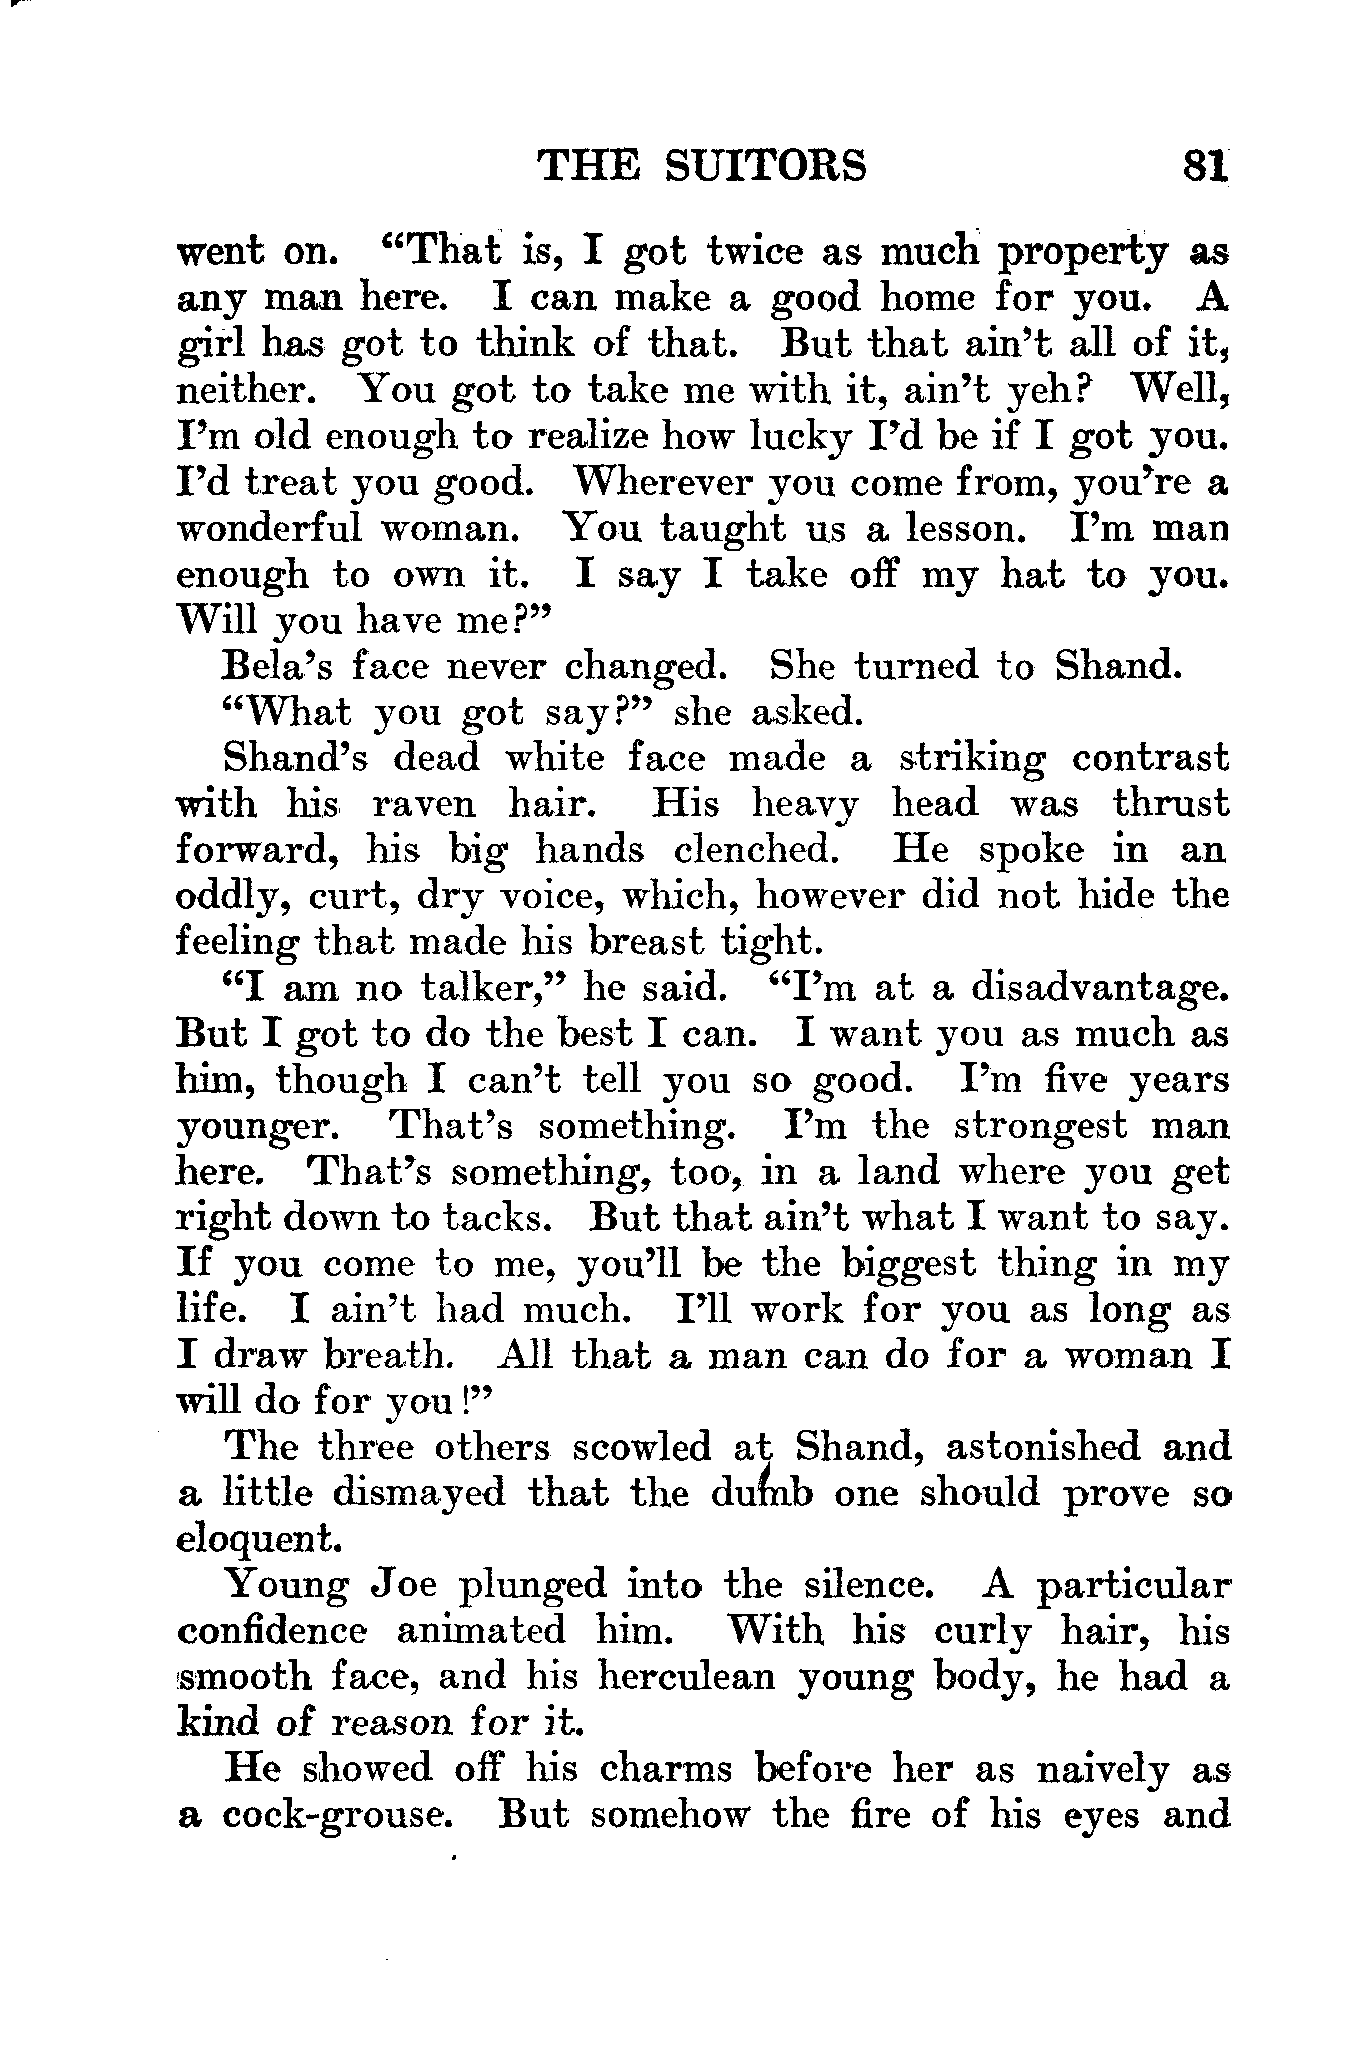 THE SUITORS 81
went on. “That is, I got twice as much property as
any man here. I can make a good home for you. A
girl has got to think of that. But that ain’t all of it,
neither. You got to take me with it, ain’t yeh? Well,
I’m old enough to realize how lucky I’d be if I got you.
I’d treat you good. Wherever you come from, you’re a
wonderful woman. You taught us a lesson. I’m man
enough to own it. I say I take off my hat to you.
Will you have me?”
Bela’s face never changed. She turned to Shand.
“What you got say?” she asked.
Shand’s dead white face made a striking contrast
with his raven hair. His heavy head was thrust
forward, his big hands clenched. He spoke in an
oddly, curt, dry voice, which, however did not hide the
feeling that made his breast tight.
“I am no talker,” he said. “I’m at a disadvantage.
But I got to do the best I can. I want you as much as
him, though I can’t tell you so good. I’m five years
younger. That’s something. I’m the strongest man
here. That’s something, too, in a land where you get
right down to tacks. But that ain’t what I want to say.
If you come to me, you’ll be the biggest thing in my
life. I ain’t had much. I’ll work for you as long as
I draw breath. All that a man can do for a woman I
will do for you!”
The three others scowled at Shand, astonished and
a little dismayed that the dumb one should prove so
eloquent.
Young Joe plunged into the silence. A particular
confidence animated him. With his curly hair, his
smooth face, and his herculean young body, he had a
kind of reason for it.
He showed off his charms before her as naively as
a cock-grouse. But somehow the fire of his eyes and